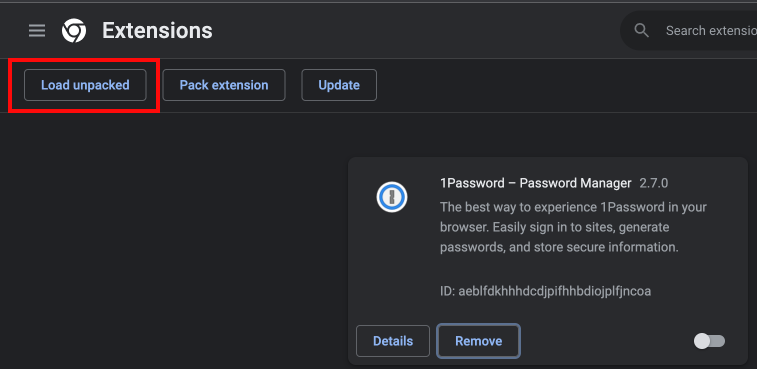 Extensions
Search extensio
Load unpacked
Pack extension
Update
1Password – Password Manager 2.7.0
The best way to experience 1Password in your
browser. Easily sign in to sites, generate
passwords, and store secure information.
ID: aeblfdkhhhdcdjpifhhbdiojplfjncoa
Details
Remove